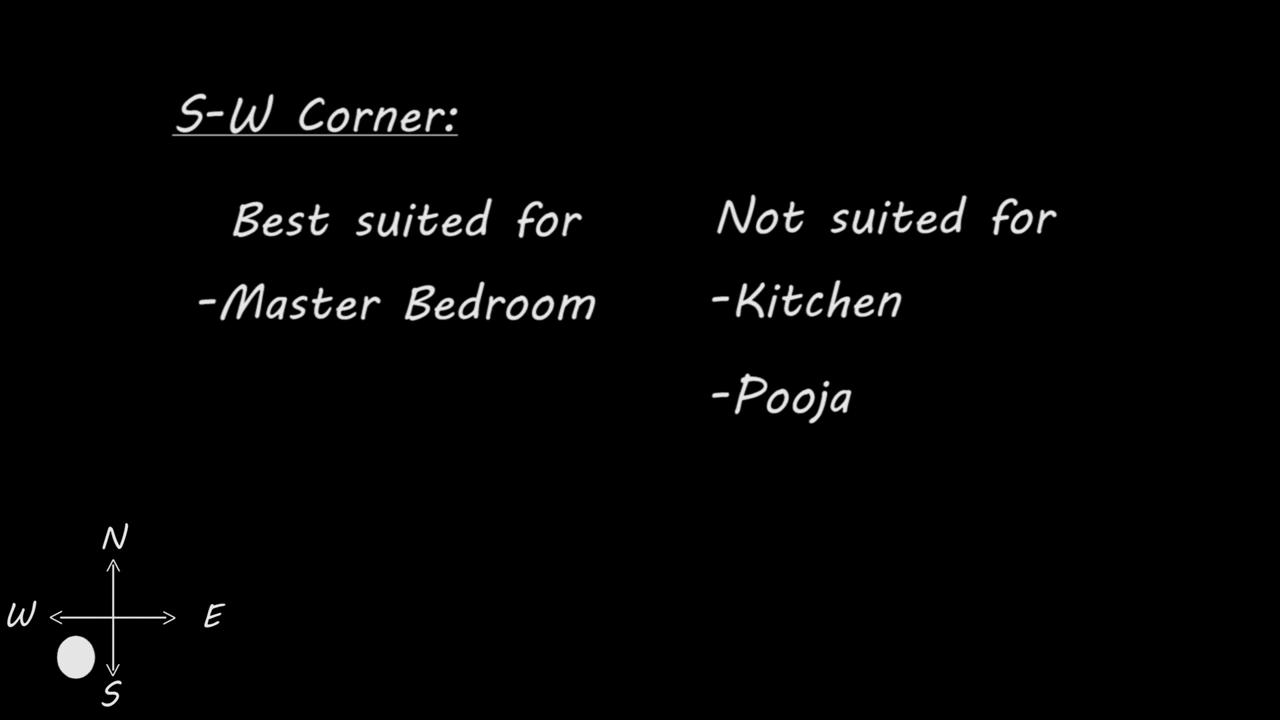 S-W Corner:
Best suited for
-Master Bedroom
Not suited for
-Kitchen
-Pooja
N
W
E
S